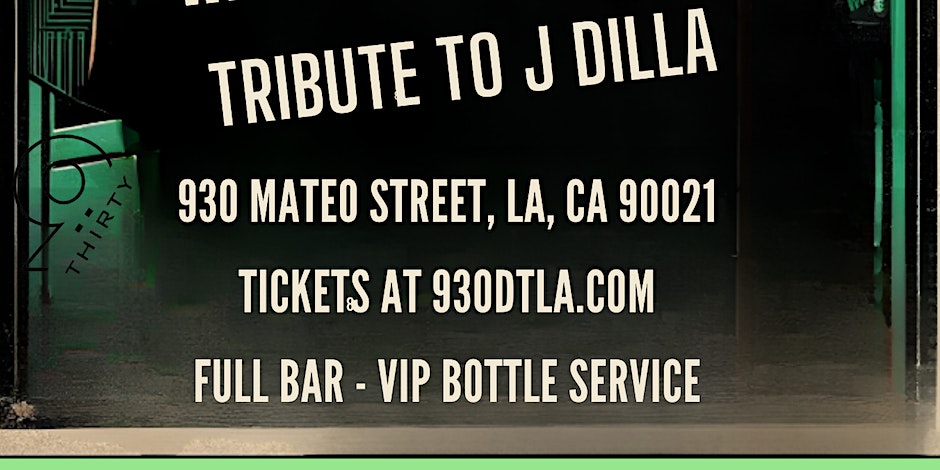 TRIBUTE TO J DILLA
930 MATEO STREET, LA, CA 90021
TICKETS AT 930DTLA.COM
FULL BAR - VIP BOTTLE SERVICE
THIRTY